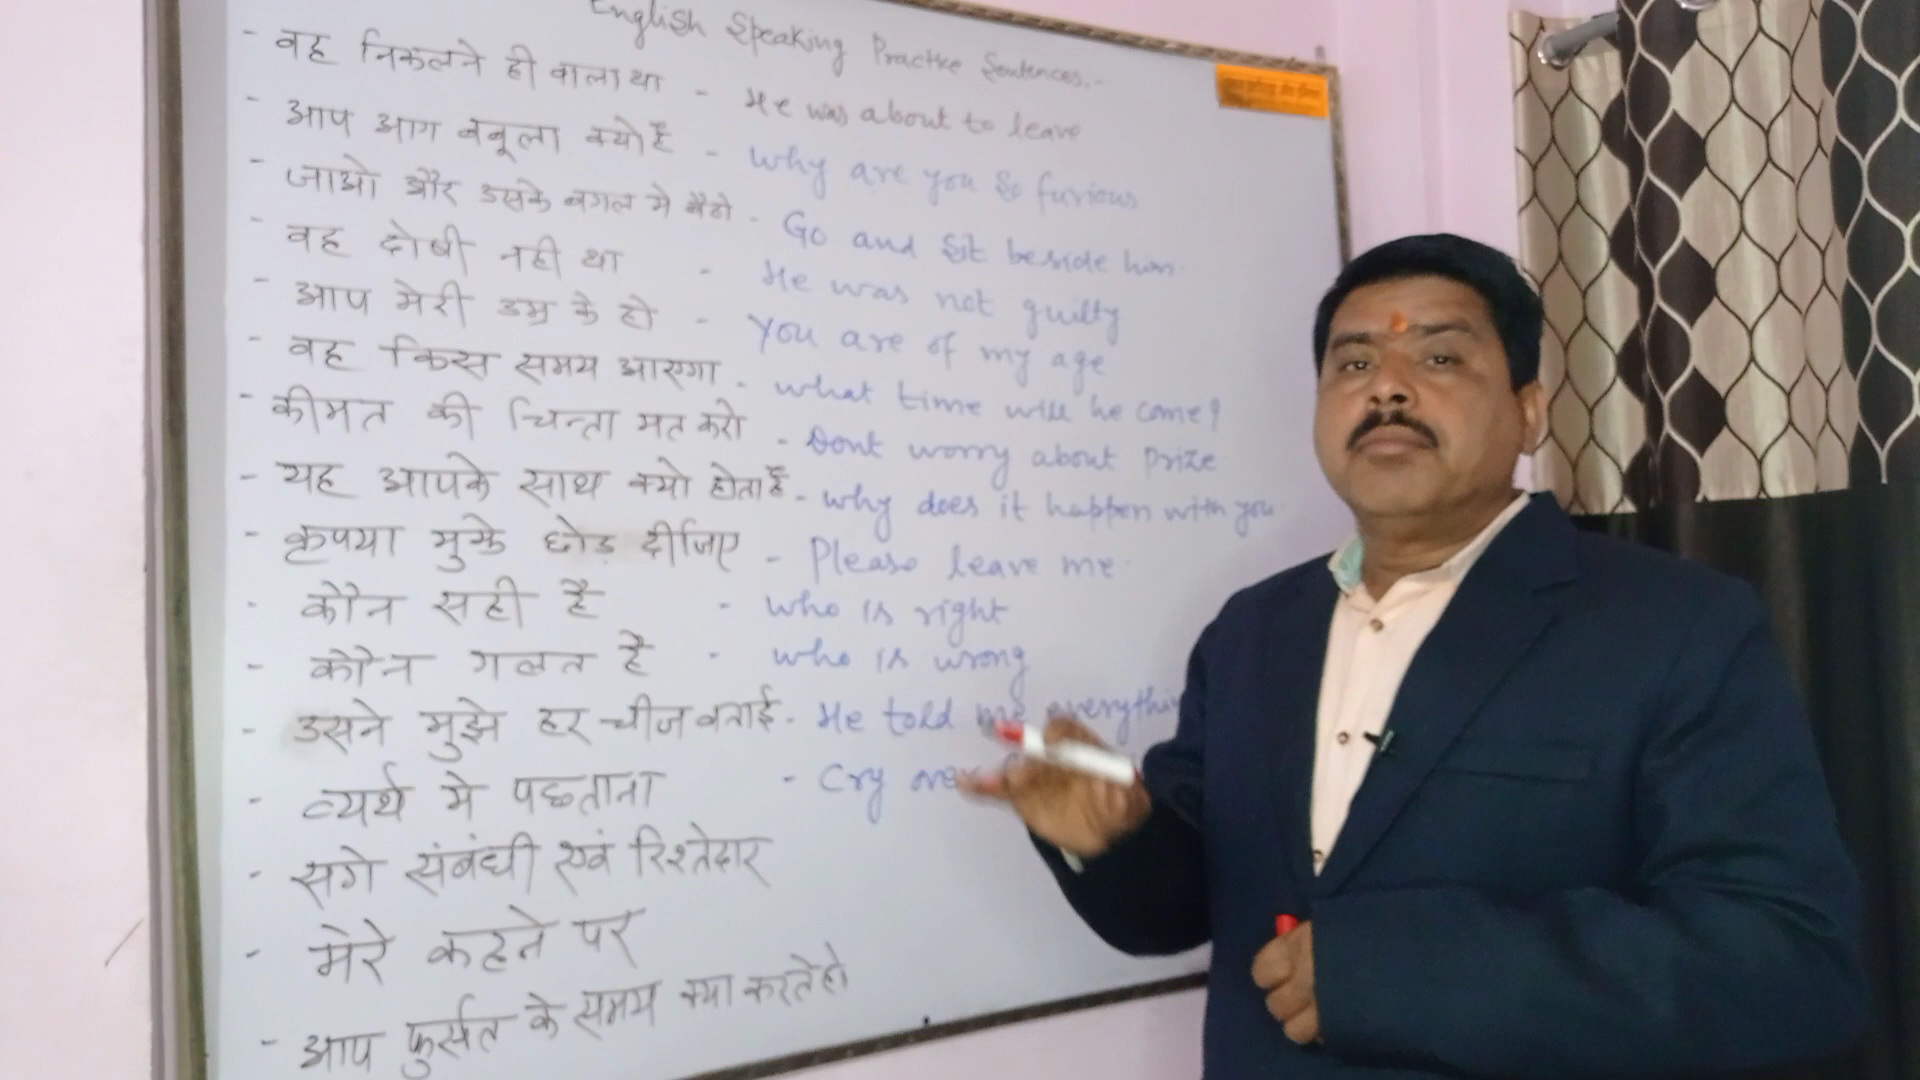 English Speaking Practice Sentences.-
- वह निकलने ही वाला था - He was about to leave
- आप आग बबूला क्यो है - Why are you so furious
- जाओ और उसके बगल मे बैठो - Go and sit beside him.
- वह दोषी नही था - He was not guilty
- आप मेरी उम्र के हो - You are of my age
- वह किस समय आएगा - what time will he come?
- कीमत की चिन्ता मत करो - Dont worry about Prize
- यह आपके साथ क्यो होता है - why does it happen with you.
- कृपया मुझे छोड दीजिए - Please leave me.
- कौन सही है - who is right
- कौन गलत है - who is wrong
- उसने मुझे हर चीज बताई - He told me everything
- व्यर्थ मे पछताना - Cry over
- सगे संबंधी एवं रिश्तेदार
- मेरे कहने पर
- आप फुर्सत के समय क्या करते हो